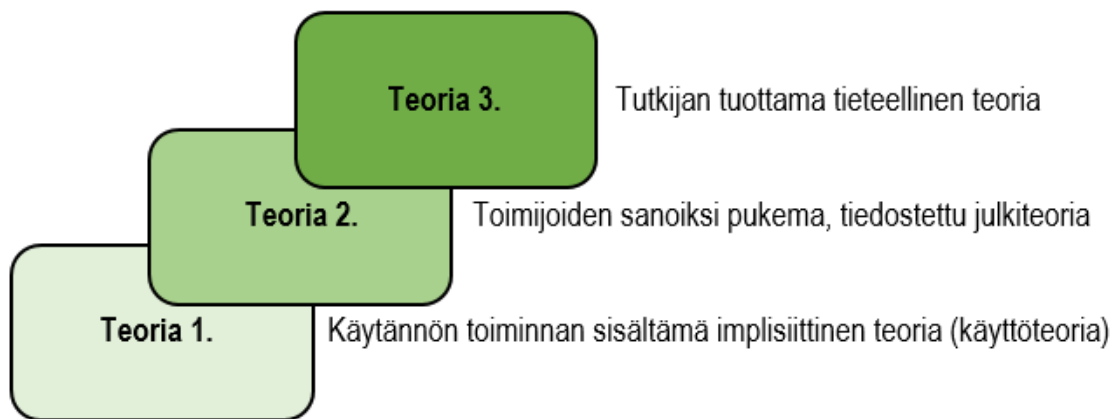 Teoria 3. Tutkijan tuottama tieteellinen teoria
Teoria 2. Toimijoiden sanoiksi pukema, tiedostettu julkiteoria
Teoria 1. Käytännön toiminnan sisältämä implisiittinen teoria (käyttöteoria)